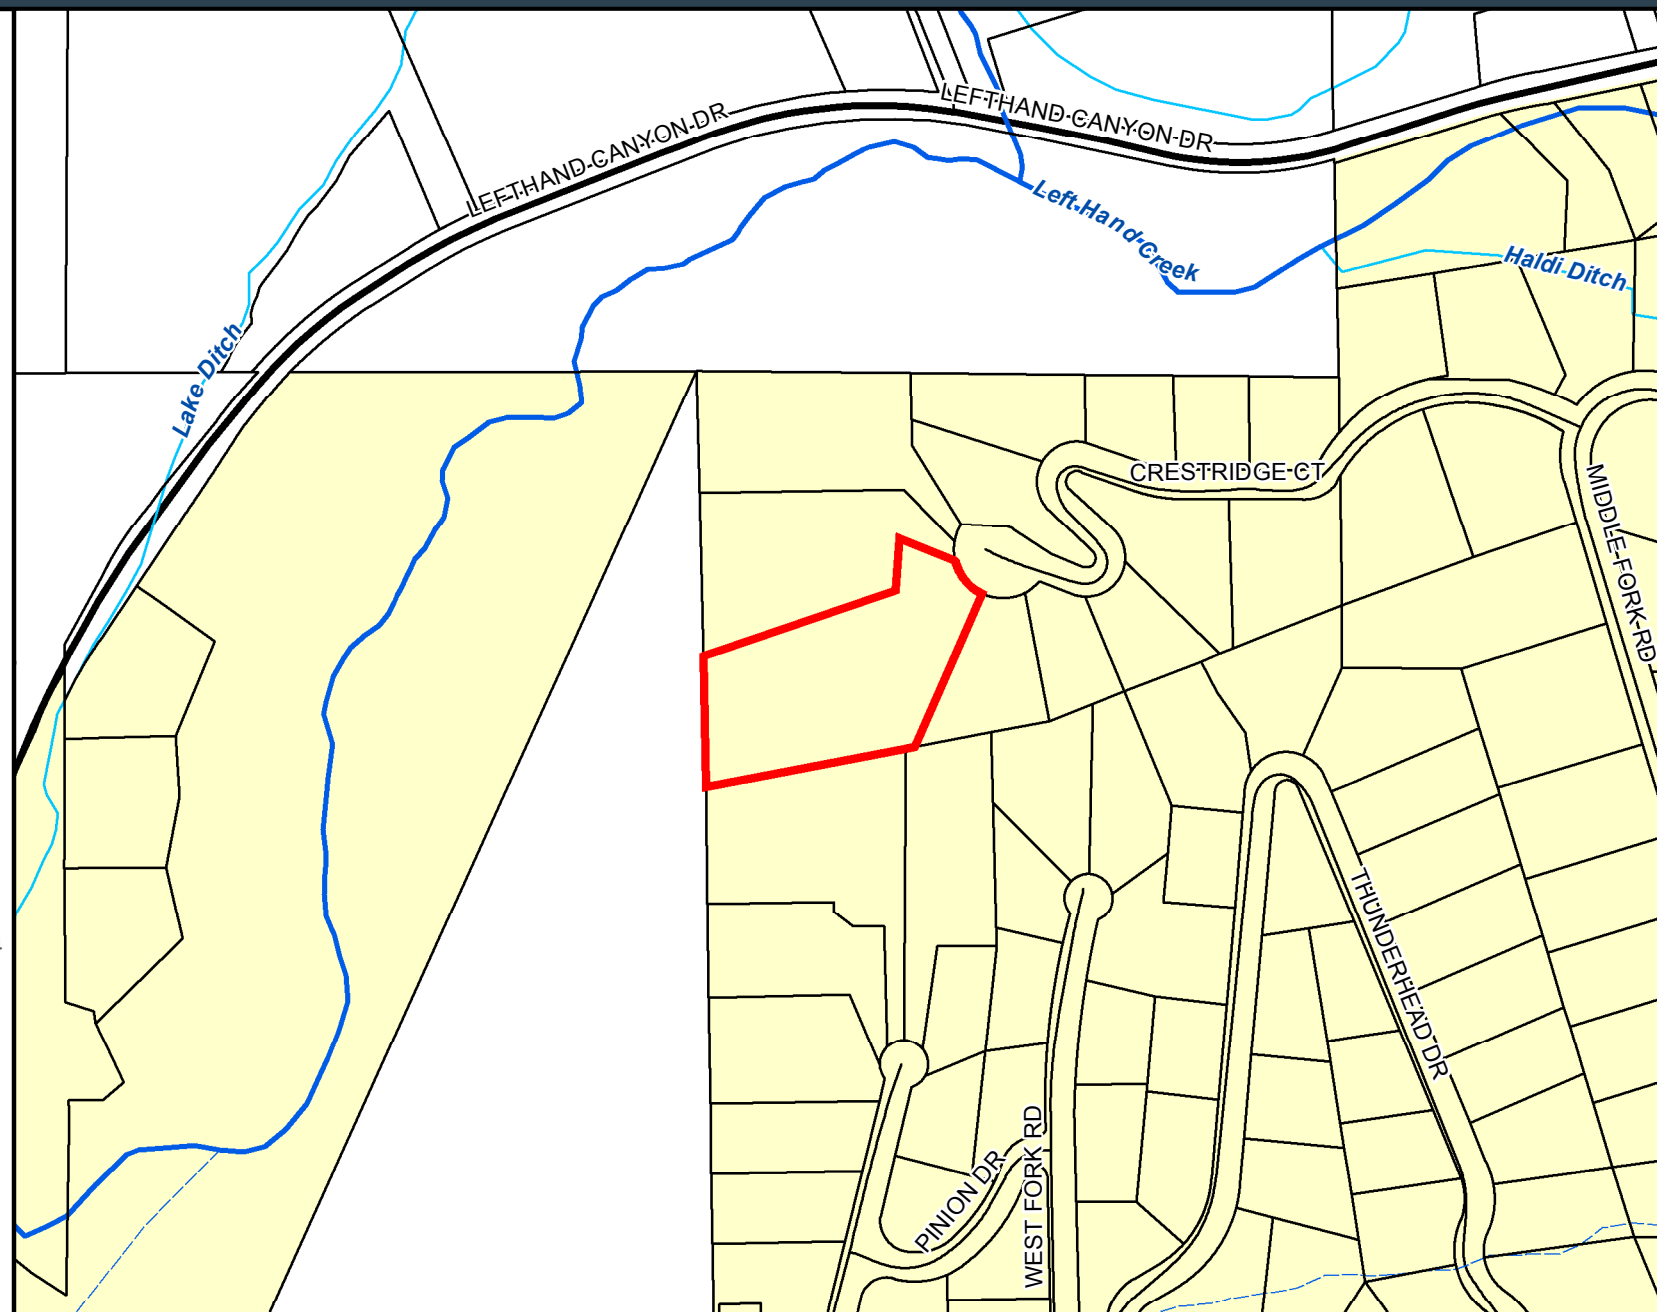 LEFTHAND CANYON DR
LEFTHAND CANYON DR
Left Hand Creek
Haldi Ditch
Lake Ditch
CRESTRIDGE CT
MIDDLE FORK RD
THUNDERHEAD DR
PINION DR
WEST FORK RD